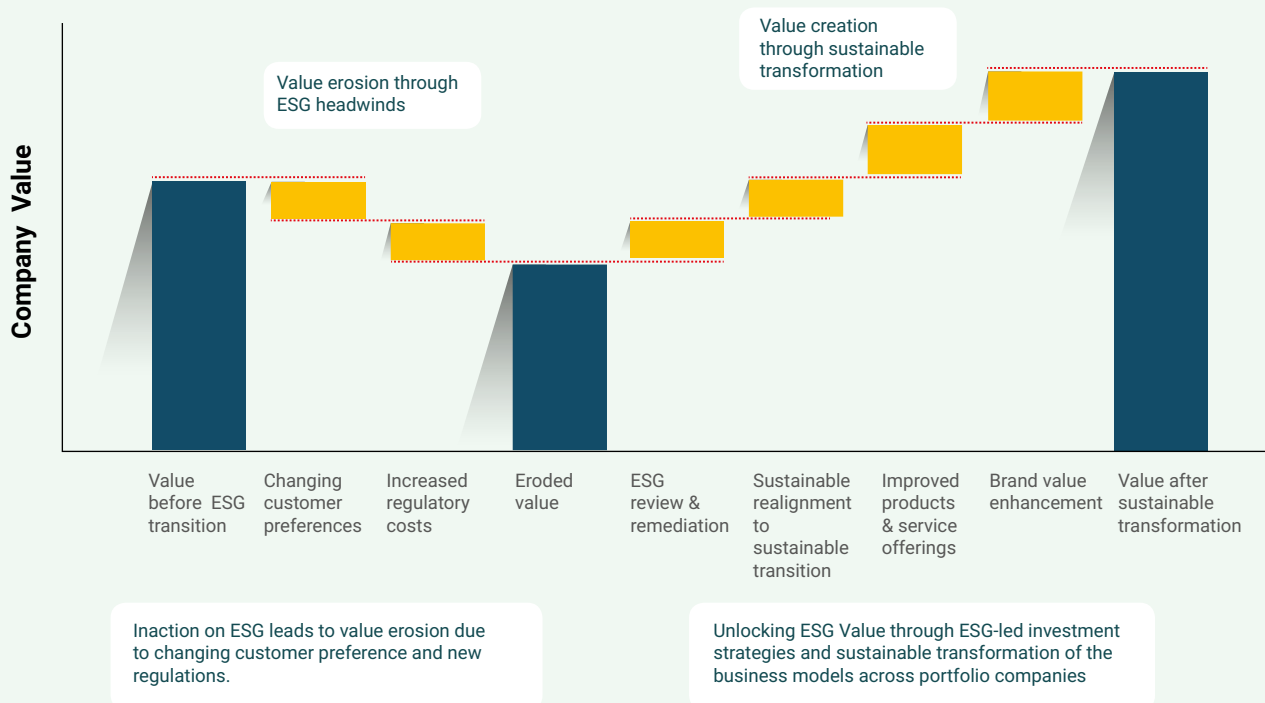 Value creation
through sustainable
transformation
Value erosion through
ESG headwinds
Company Value
Value
before ESG
transition
Changing
customer
preferences
Increased
regulatory
costs
Eroded
value
ESG
review &
remediation
Sustainable
realignment
to
sustainable
transition
Improved
products
& service
offerings
Brand value
enhancement
Value after
sustainable
transformation
Inaction on ESG leads to value erosion due
to changing customer preference and new
regulations.
Unlocking ESG Value through ESG-led investment
strategies and sustainable transformation of the
business models across portfolio companies